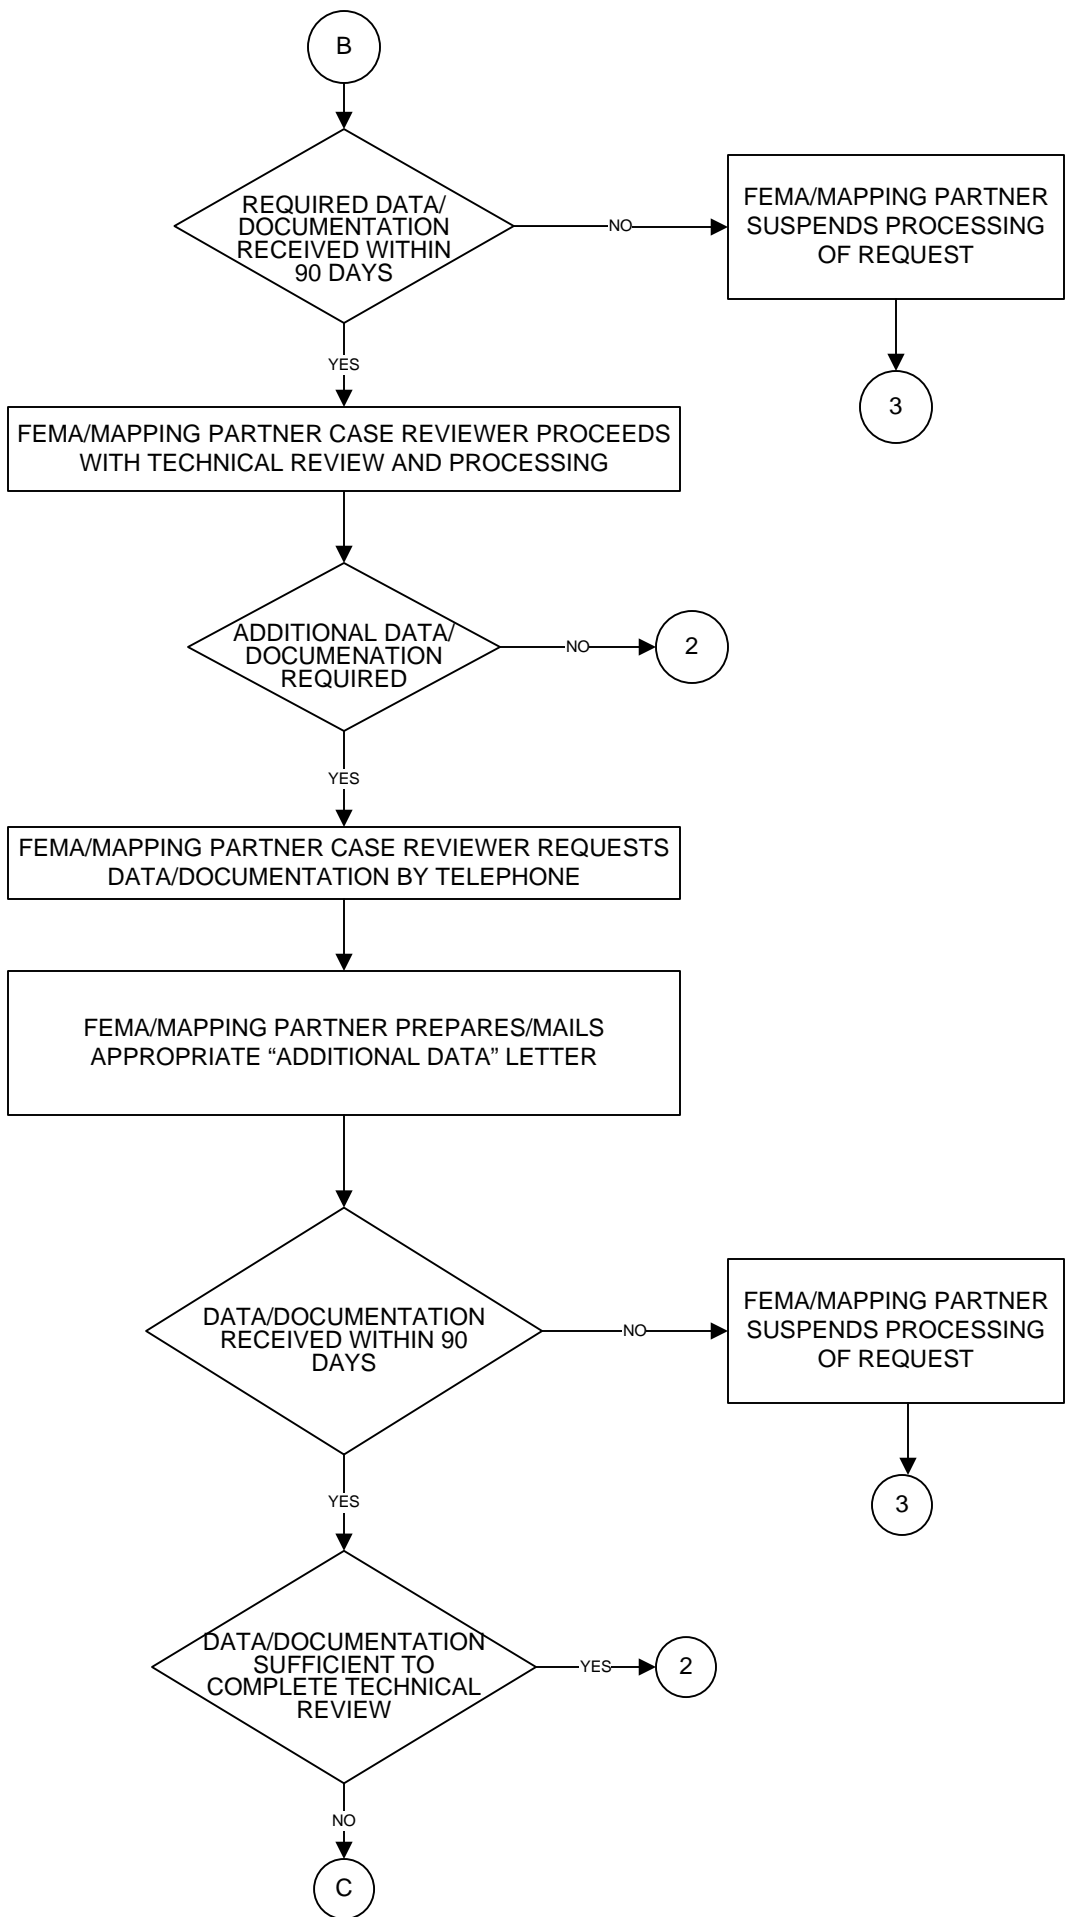 B
REQUIRED DATA/
DOCUMENTATION
RECEIVED WITHIN
90 DAYS
NO
FEMA/MAPPING PARTNER
SUSPENDS PROCESSING
OF REQUEST
3
YES
FEMA/MAPPING PARTNER CASE REVIEWER PROCEEDS
WITH TECHNICAL REVIEW AND PROCESSING
ADDITIONAL DATA/
DOCUMENATION
REQUIRED
NO
2
YES
FEMA/MAPPING PARTNER CASE REVIEWER REQUESTS
DATA/DOCUMENTATION BY TELEPHONE
FEMA/MAPPING PARTNER PREPARES/MAILS
APPROPRIATE “ADDITIONAL DATA” LETTER
DATA/DOCUMENTATION
RECEIVED WITHIN 90
DAYS
NO
FEMA/MAPPING PARTNER
SUSPENDS PROCESSING
OF REQUEST
3
YES
DATA/DOCUMENTATION
SUFFICIENT TO
COMPLETE TECHNICAL
REVIEW
YES
2
NO
C